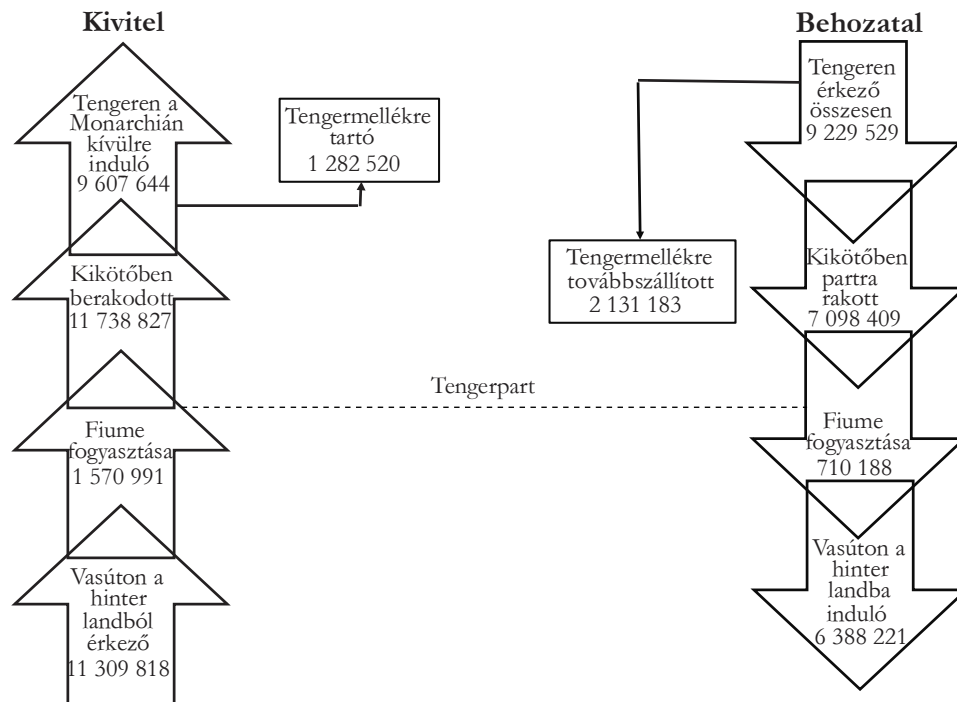 Kivitel
Tengeren a
Monarchián
kívülre
induló
9 607 644
Tengermellékre
tartó
1 282 520
Kikötőben
berakodott
11 738 827
Fiume
fogyasztása
1 570 991
Vasúton a
hinter
landból
érkező
11 309 818
Tengerpart
Behozatal
Tengeren
érkező
összesen
9 229 529
Tengermellékre
továbbszállított
2 131 183
Kikötőben
partra
rakott
7 098 409
Fiume
fogyasztása
710 188
Vasúton a
hinter
landba
induló
6 388 221